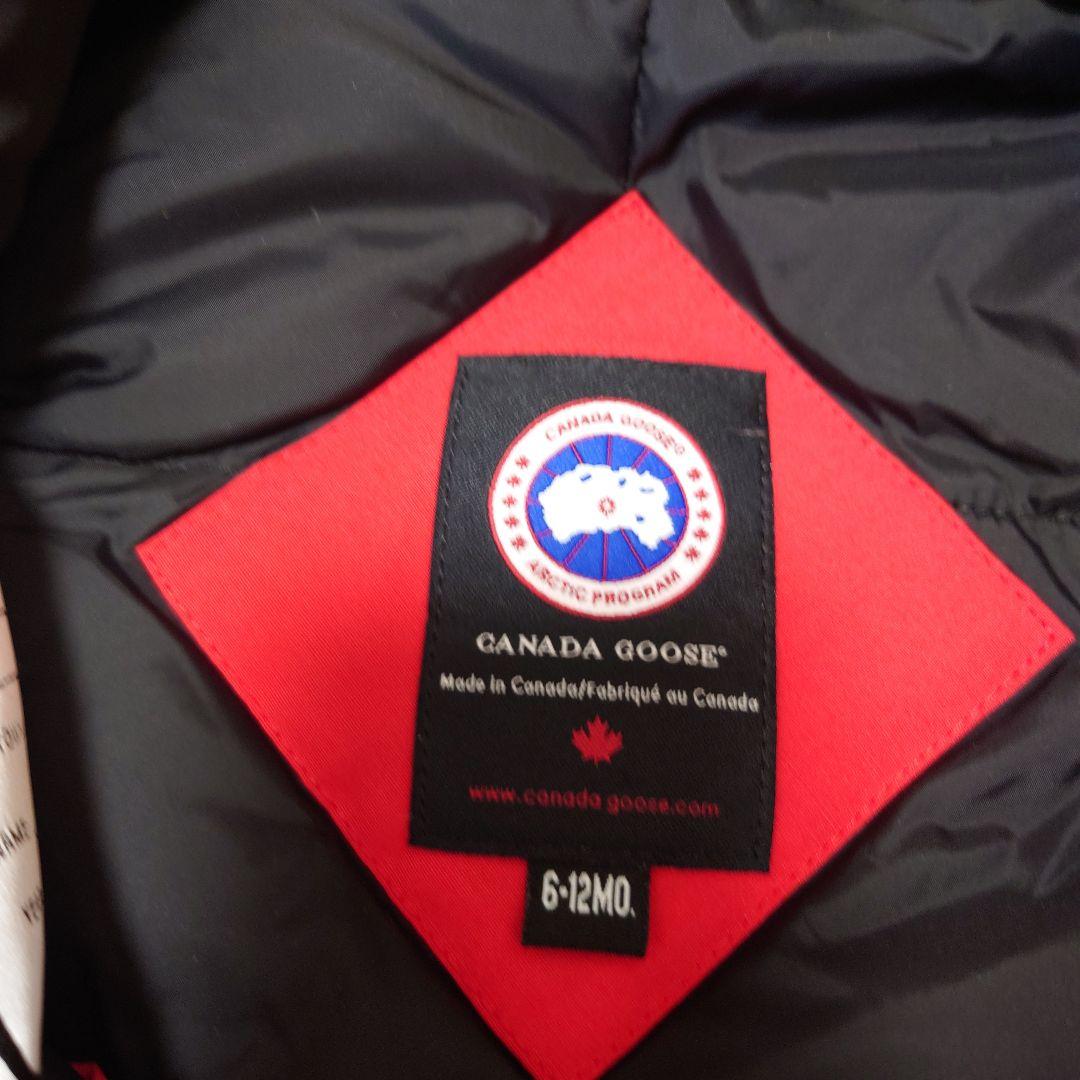 CANADA GOOSE®
ARCTIC PROGRAM
CANADA GOOSE®
Made in Canada/Fabriqué au Canada
www.canada goose.com
6-12MO.